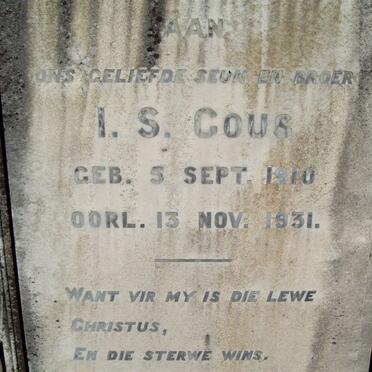 AAN
ONS GELIEFDE SEUN EN BROER
I. S. GOUS
GEB. 5 SEPT. 1910
OORL. 13 NOV. 1931.
WANT VIR MY IS DIE LEWE
CHRISTUS,
EN DIE STERWE WINS.